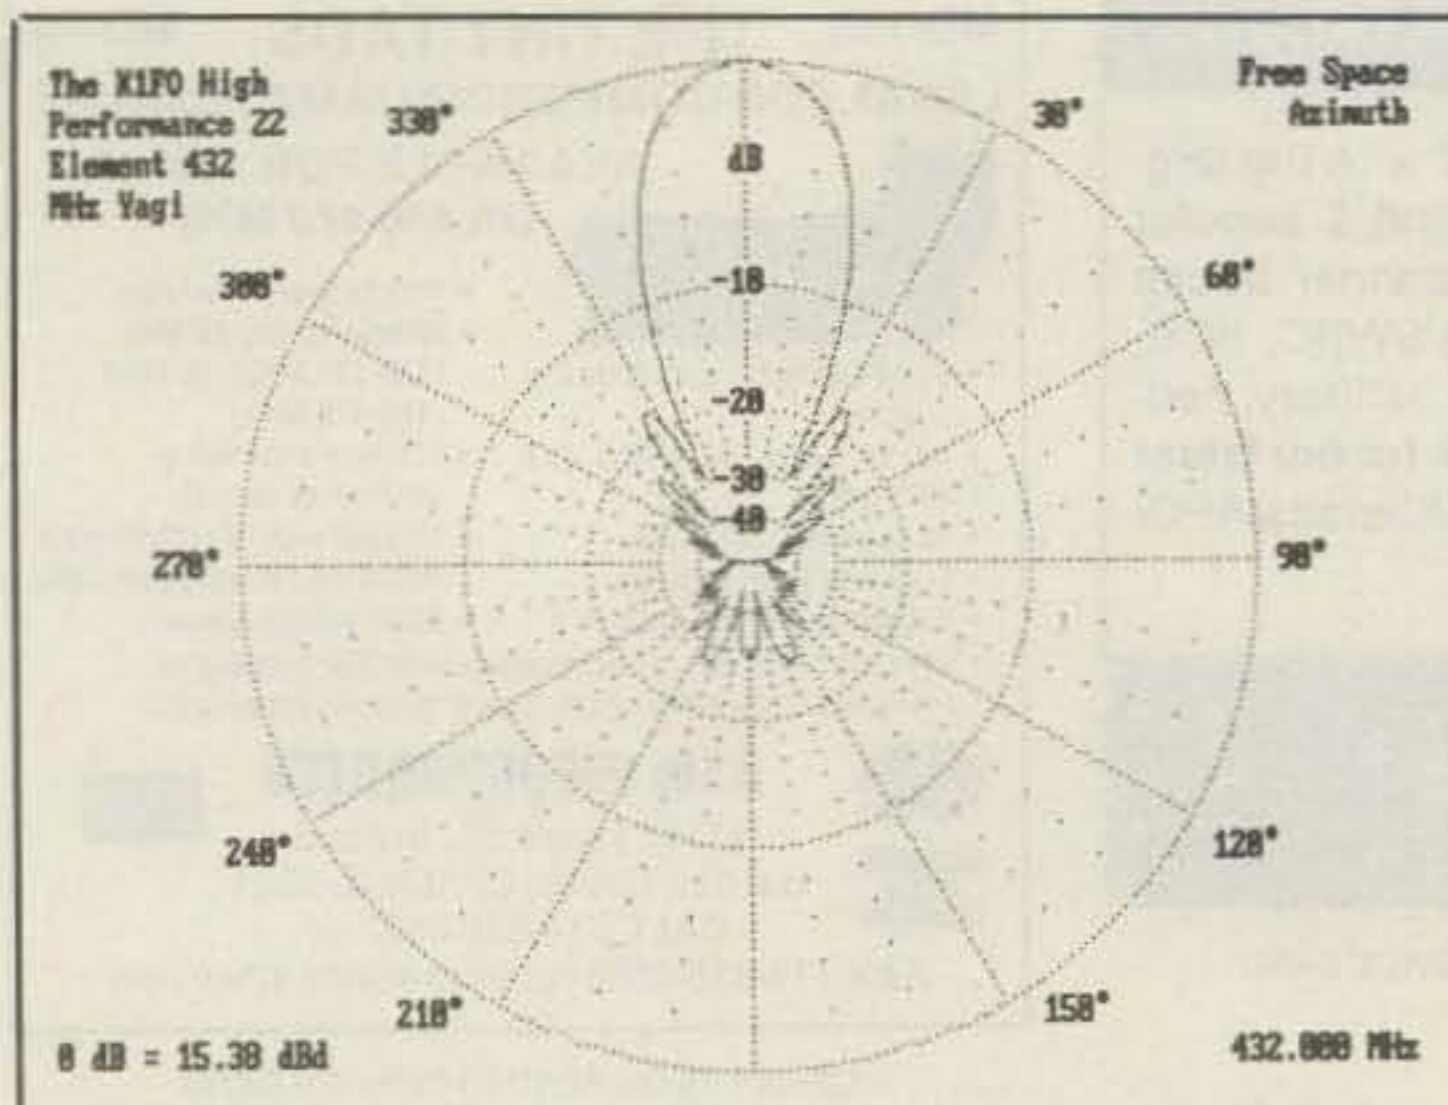 The K1FO High
Performance 22
Element 432
MHz Yagi
Free Space
Azimuth
330°
30°
dB
300°
60°
-10
-20
-30
-40
270°
90°
240°
120°
210°
150°
0 dB = 15.30 dBd
432.000 MHz